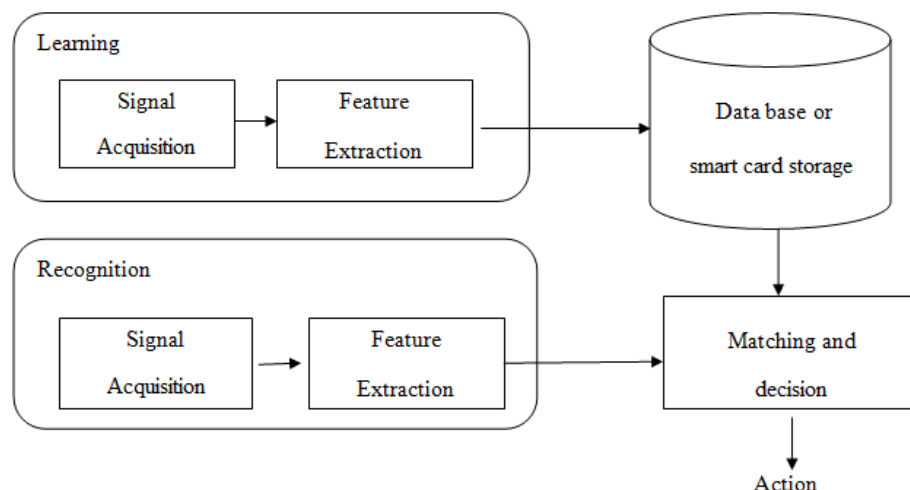 Learning
Signal
Acquisition
Feature
Extraction
Data base or
smart card storage
Recognition
Signal
Acquisition
Feature
Extraction
Matching and
decision
Action